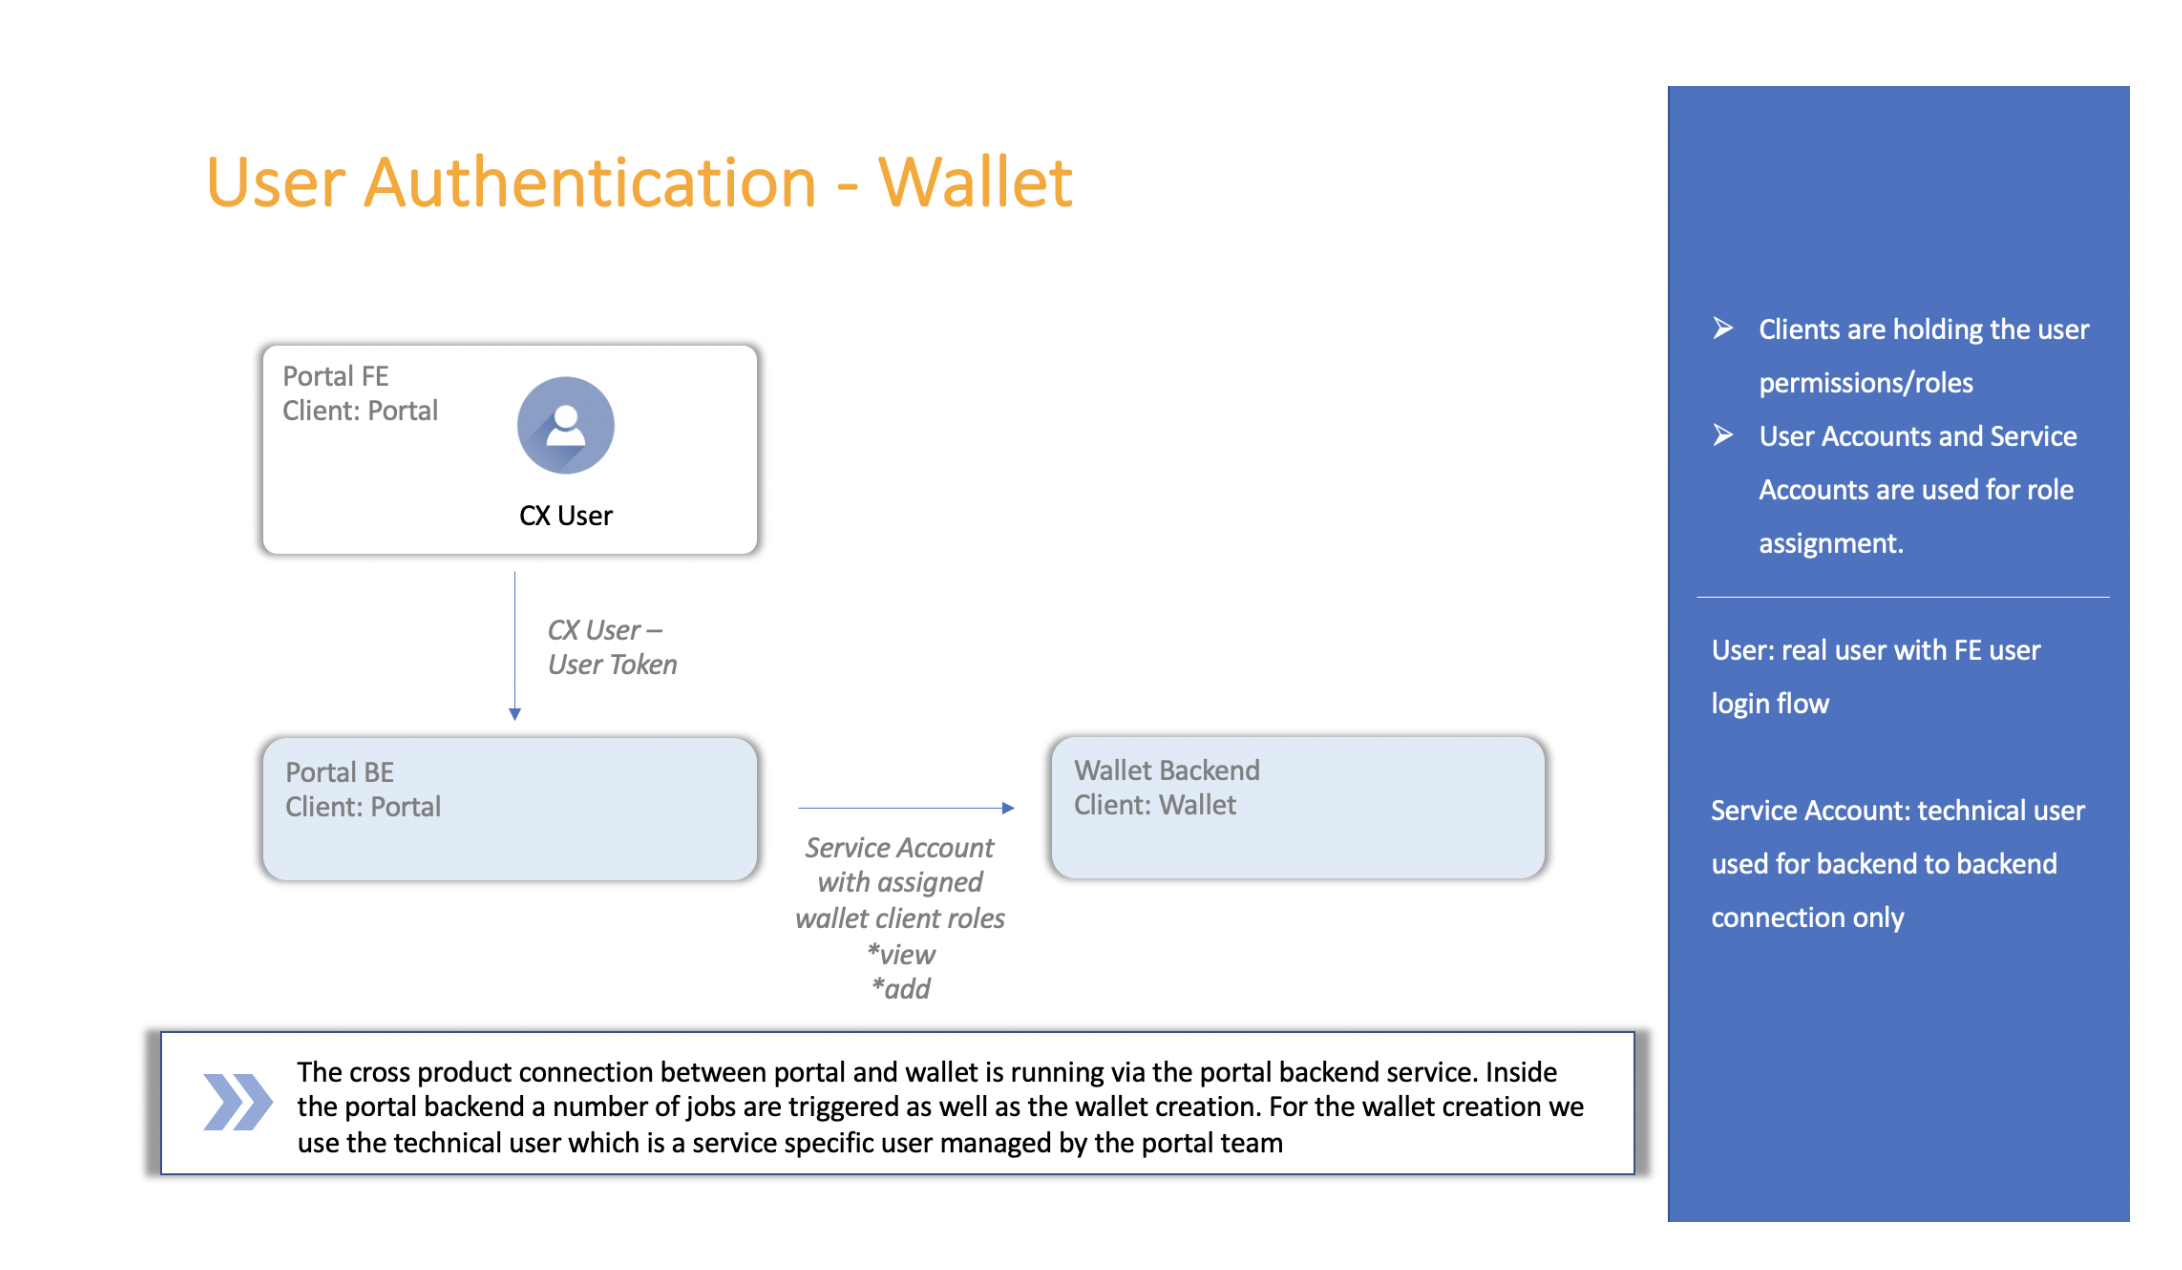 User Authentication - Wallet
Portal FE
Client: Portal
CX User
CX User –
User Token
Portal BE
Client: Portal
Service Account
with assigned
wallet client roles
*view
*add
Wallet Backend
Client: Wallet
The cross product connection between portal and wallet is running via the portal backend service. Inside
the portal backend a number of jobs are triggered as well as the wallet creation. For the wallet creation we
use the technical user which is a service specific user managed by the portal team
Clients are holding the user
permissions/roles
User Accounts and Service
Accounts are used for role
assignment.
User: real user with FE user
login flow
Service Account: technical user
used for backend to backend
connection only